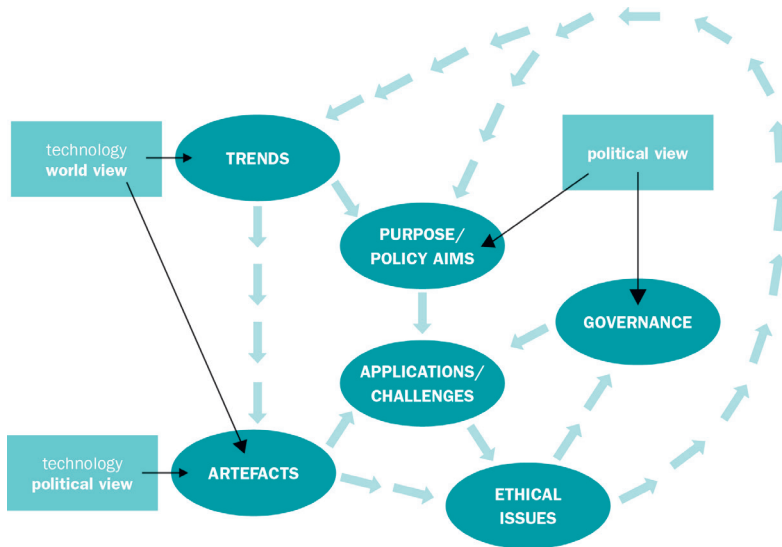 technology
world view
TRENDS
political view
PURPOSE/
POLICY AIMS
GOVERNANCE
APPLICATIONS/
CHALLENGES
technology
political view
ARTEFACTS
ETHICAL
ISSUES